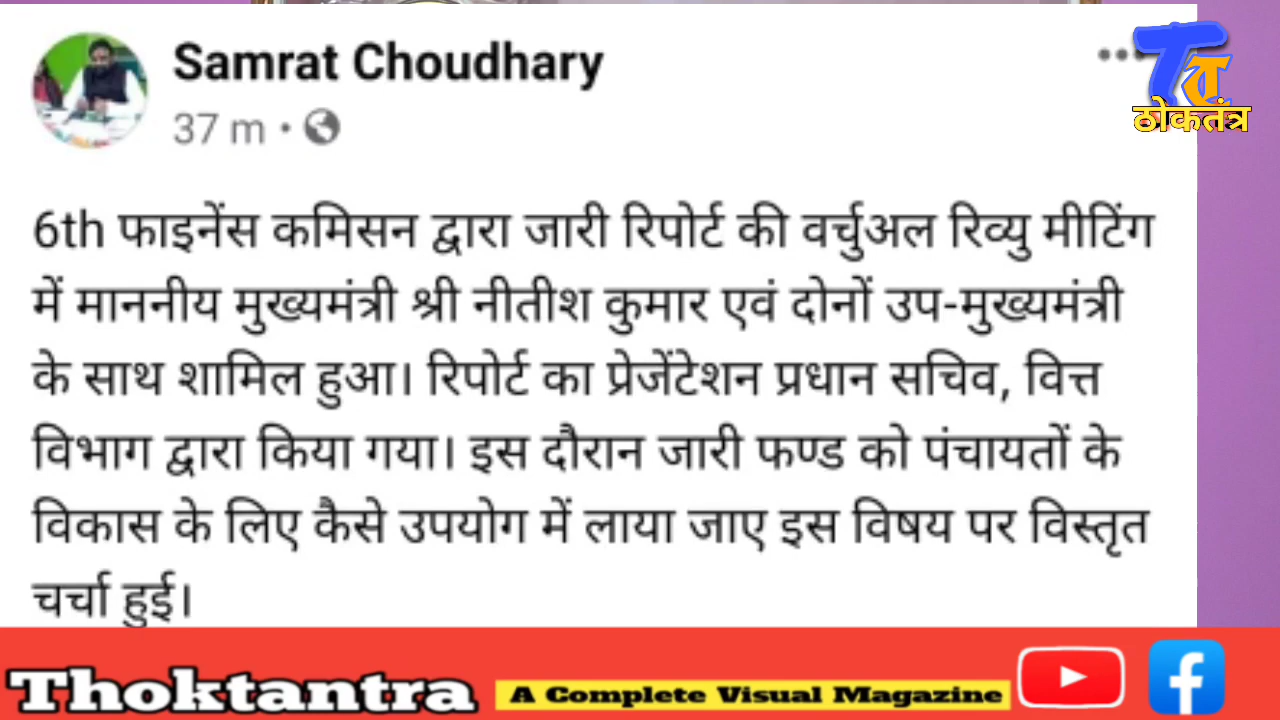 Samrat Choudhary
37 m •
ठोकतंत्र
6th फाइनेंस कमिसन द्वारा जारी रिपोर्ट की वर्चुअल रिव्यु मीटिंग
में माननीय मुख्यमंत्री श्री नीतीश कुमार एवं दोनों उप-मुख्यमंत्री
के साथ शामिल हुआ। रिपोर्ट का प्रेजेंटेशन प्रधान सचिव, वित्त
विभाग द्वारा किया गया। इस दौरान जारी फण्ड को पंचायतों के
विकास के लिए कैसे उपयोग में लाया जाए इस विषय पर विस्तृत
चर्चा हुई।
Thoktantra
A Complete Visual Magazine